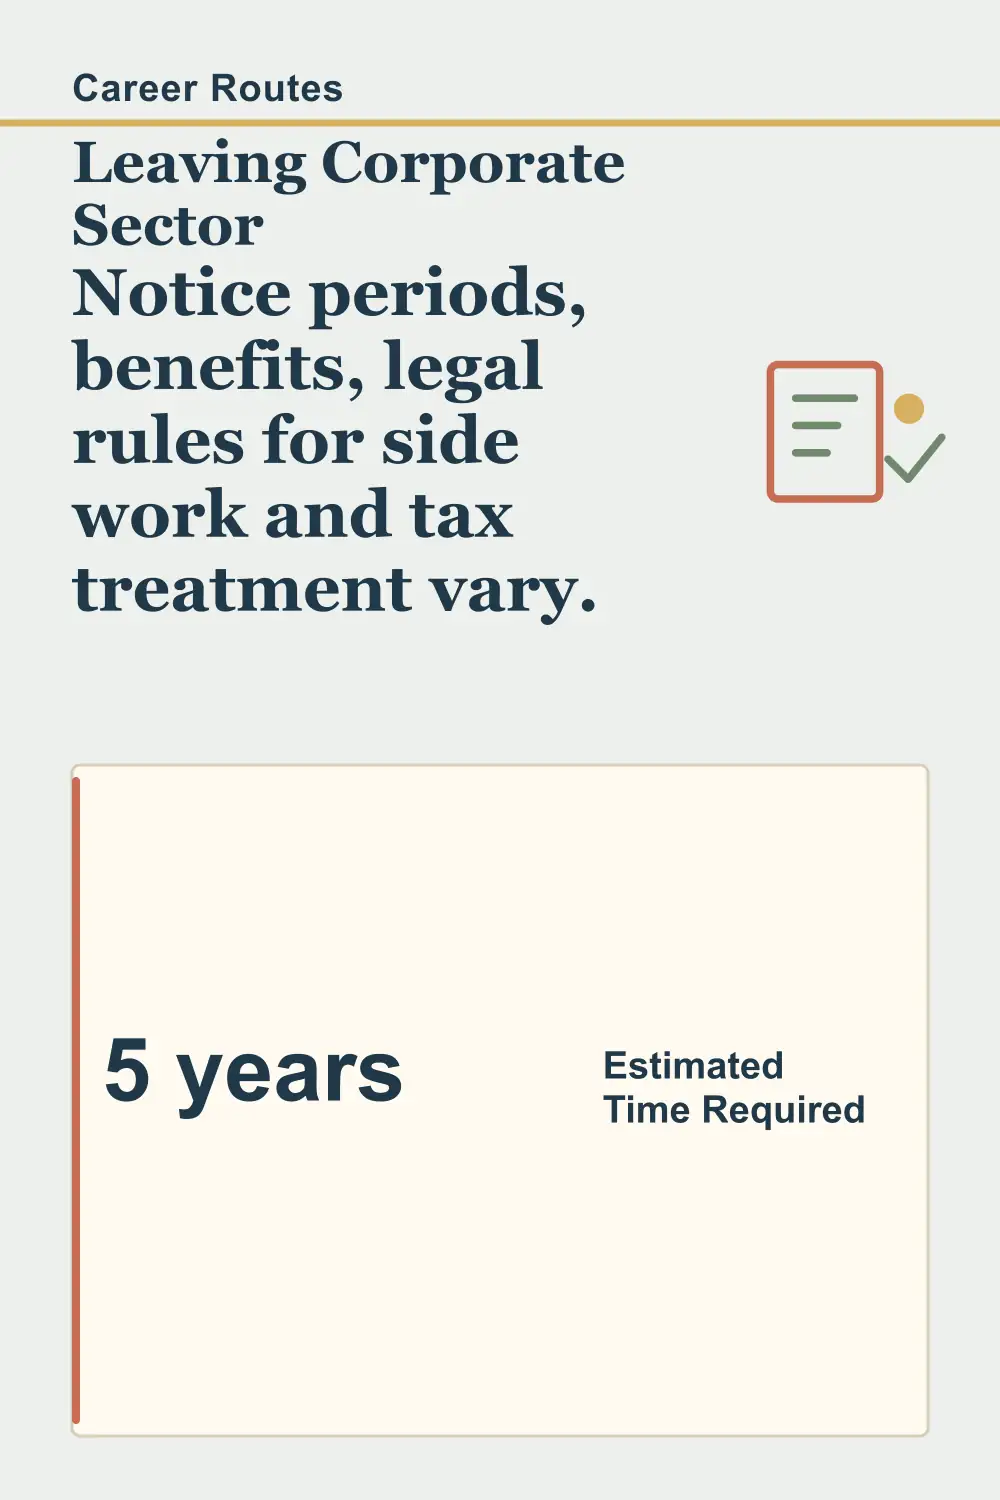 Career Routes
Leaving Corporate
Sector
Notice periods,
benefits, legal
rules for side
work and tax
treatment vary.
5 years
Estimated
Time Required